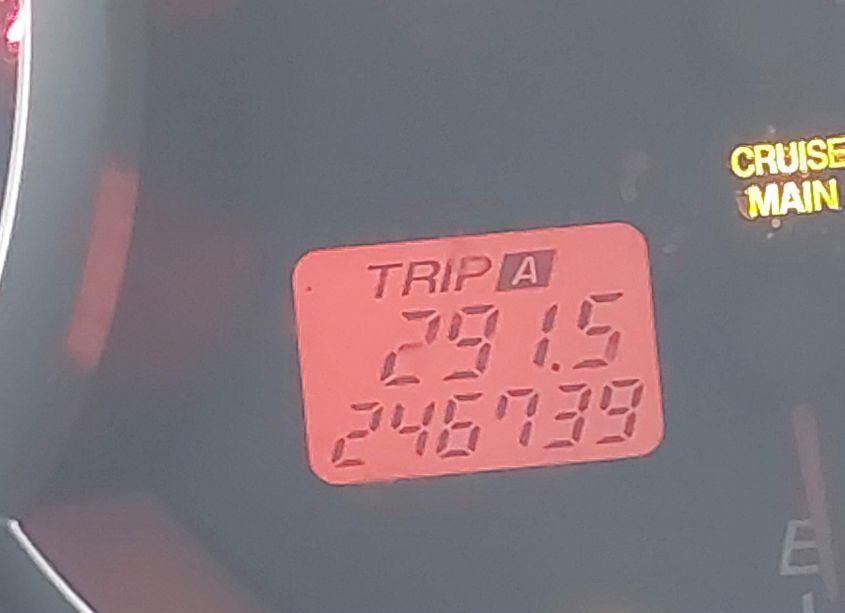 CRUISE
MAIN
TRIP A
291.5
246739
E